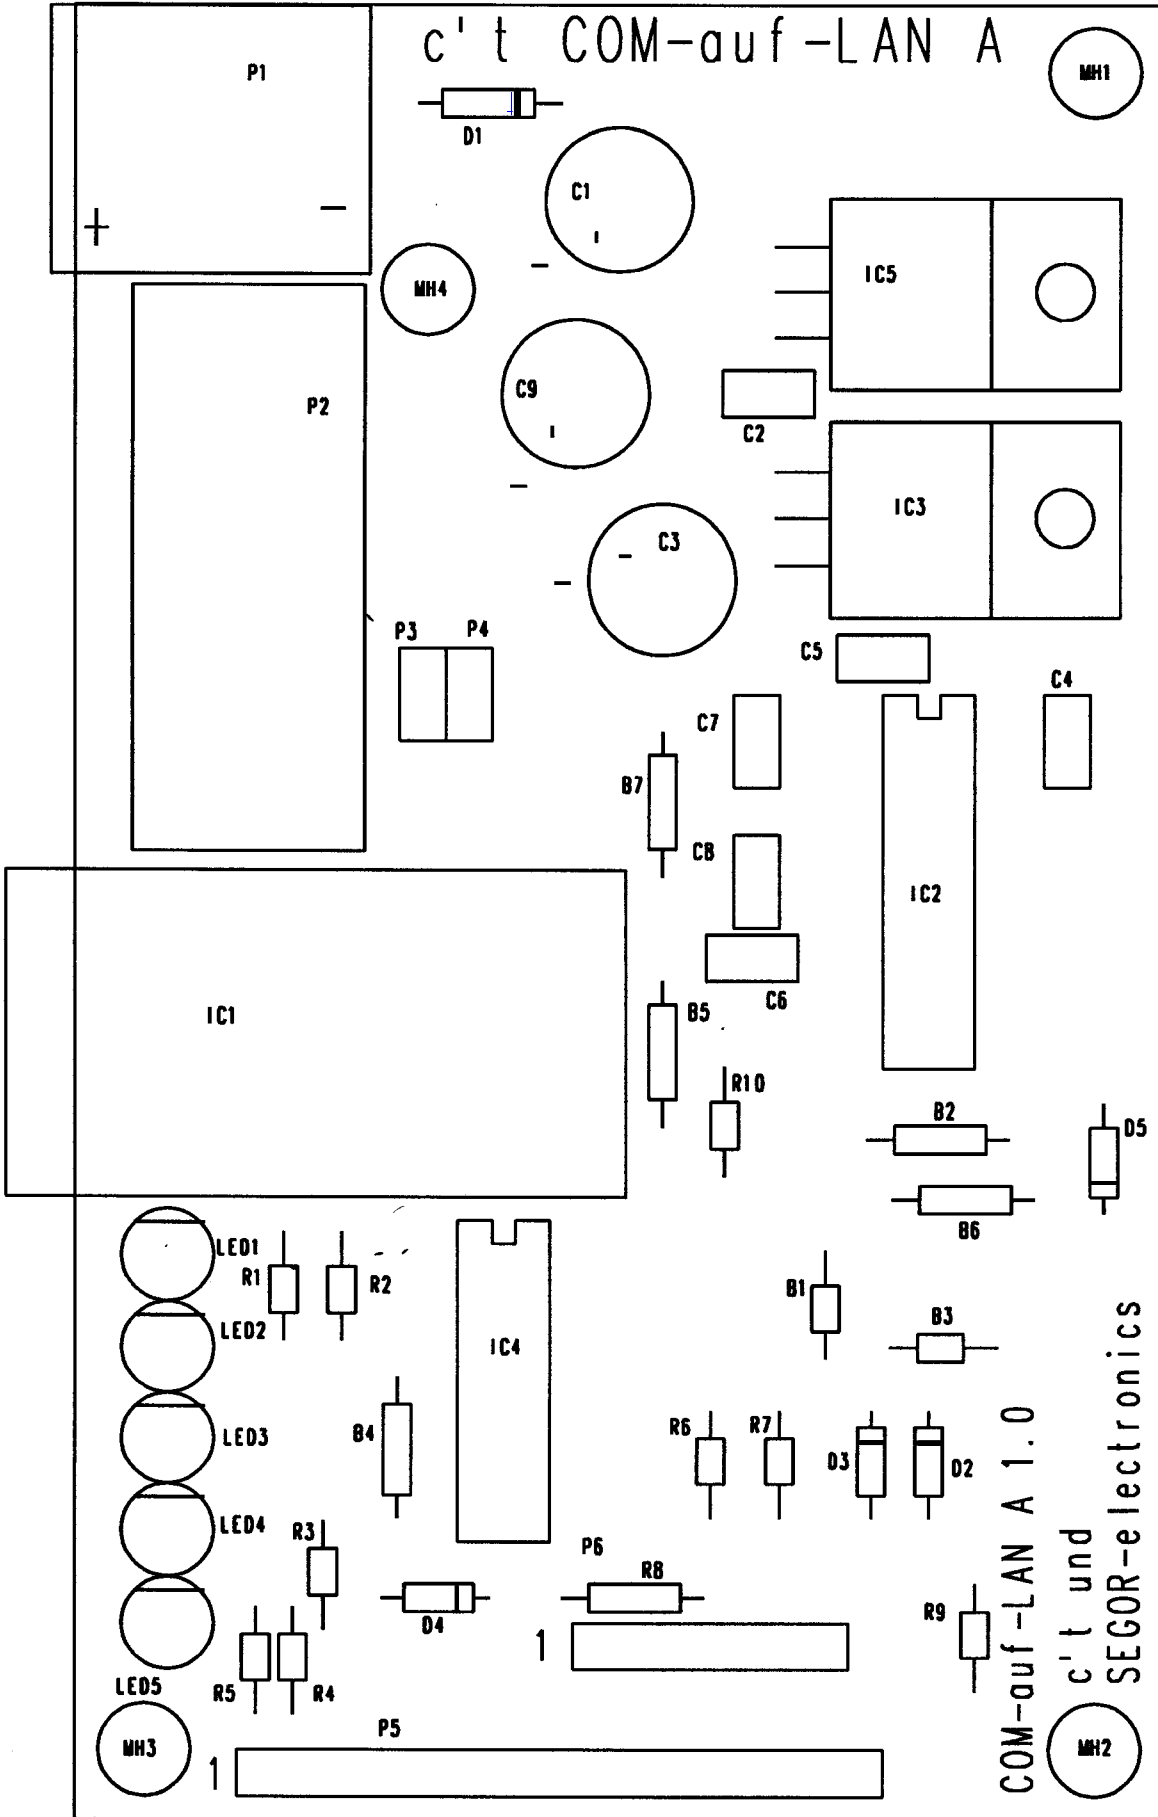 c't COM-auf-LAN A
P1
MH1
D1
C1
+
-
IC5
MH4
C9
P2
C2
IC3
C3
P3 P4
C5
C4
C7
B7
C8
IC2
C6
IC1
B5
R10
B2
D5
B6
LED1
R1
R2
B1
LED2
B3
IC4
LED3
B4
R6 R7
D3 D2
LED4
R3
P6
R8
D4
R9
1
LED5
R5 R4
P5
MH3
1
MH2
COM-auf-LAN A 1.0
c't und
SEGOR-electronics